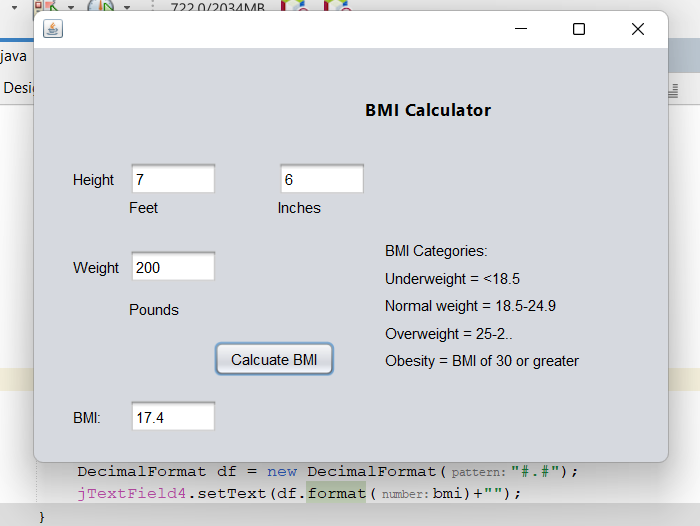 722.0/2034MB
java
Desi
BMI Calculator
Height 7 6
Feet Inches
BMI Categories:
Weight 200
Underweight = <18.5
Pounds
Normal weight = 18.5-24.9
Overweight = 25-2..
Calcuate BMI
Obesity = BMI of 30 or greater
BMI: 17.4
DecimalFormat df = new DecimalFormat( pattern: "#.#");
jTextField4.setText(df.format( number: bmi)+"");
}